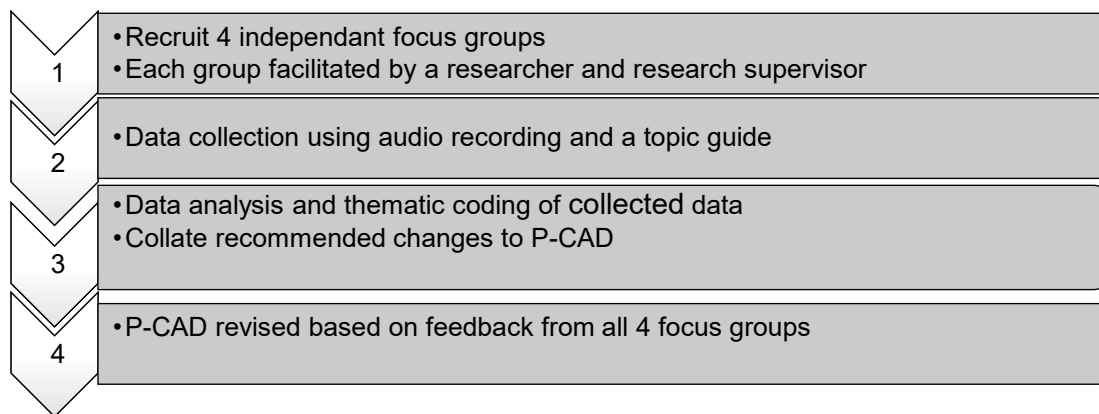 1
•Recruit 4 independant focus groups
•Each group facilitated by a researcher and research supervisor
2
•Data collection using audio recording and a topic guide
3
•Data analysis and thematic coding of collected data
•Collate recommended changes to P-CAD
4
•P-CAD revised based on feedback from all 4 focus groups